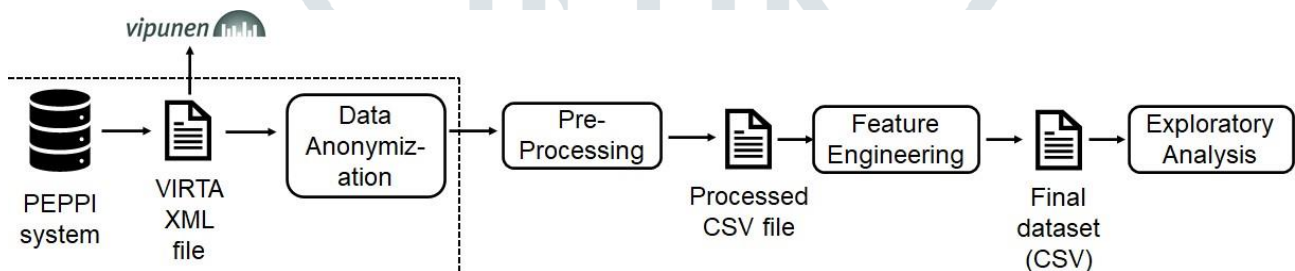 vipunen
PEPPI
system
VIRTA
XML
file
Data
Anonymiz-
ation
Pre-
Processing
Processed
CSV file
Feature
Engineering
Final
dataset
(CSV)
Exploratory
Analysis